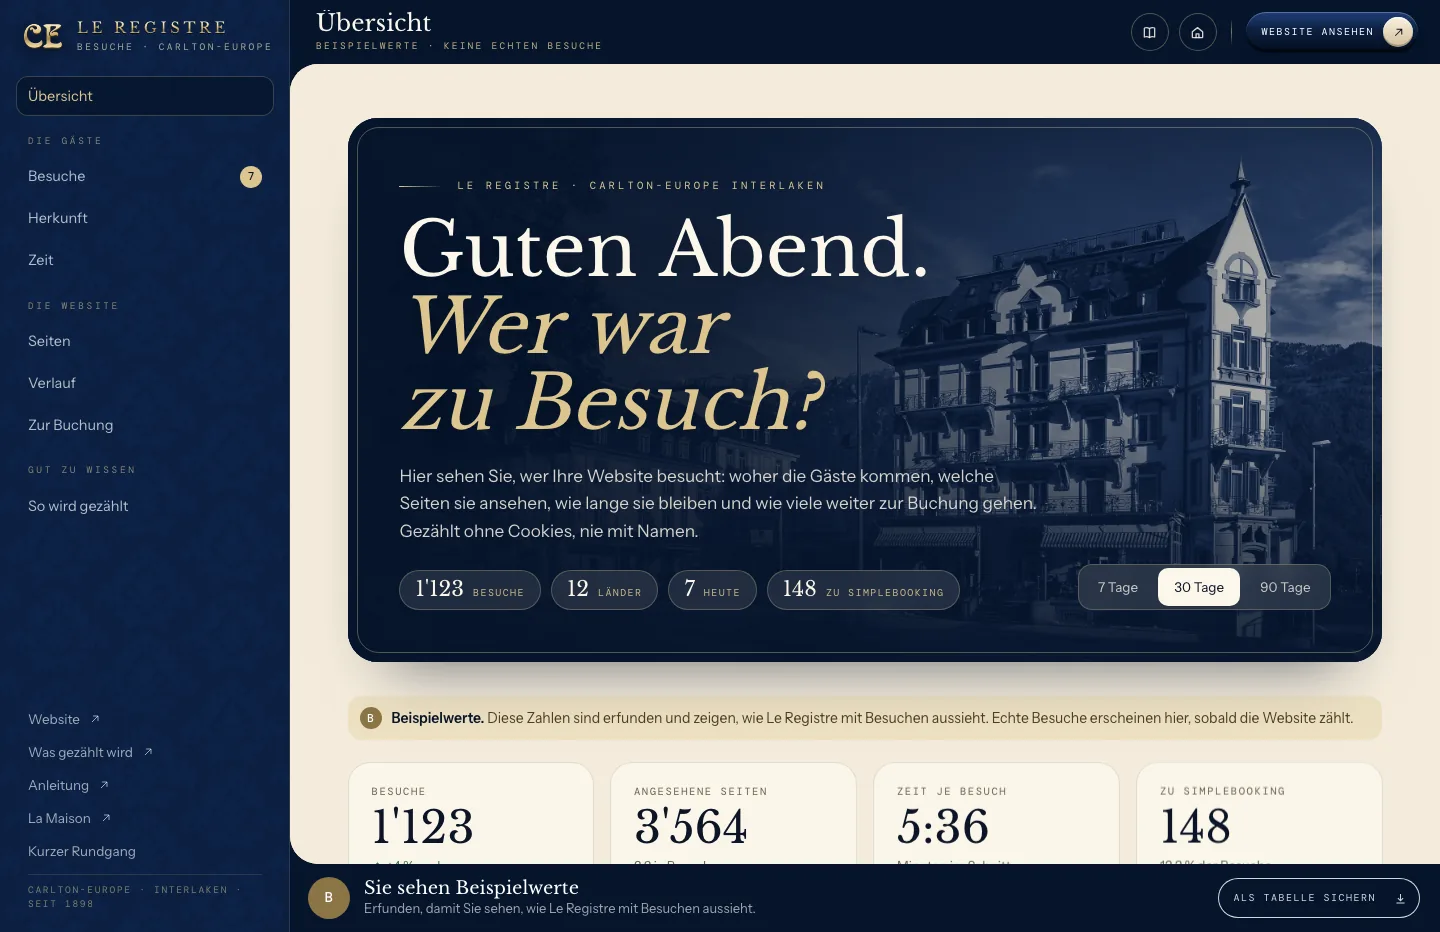 CE LE REGISTRE
BESUCHE · CARLTON-EUROPE
Übersicht
DIE GÄSTE
Besuche 7
Herkunft
Zeit
DIE WEBSITE
Seiten
Verlauf
Zur Buchung
GUT ZU WISSEN
So wird gezählt
Website
Was gezählt wird
Anleitung
La Maison
Kurzer Rundgang
CARLTON-EUROPE · INTERLAKEN ·
SEIT 1898
Übersicht
BEISPIELWERTE · KEINE ECHTEN BESUCHE
WEBSITE ANSEHEN
LE REGISTRE · CARLTON-EUROPE INTERLAKEN
Guten Abend.
Wer war
zu Besuch?
Hier sehen Sie, wer Ihre Website besucht: woher die Gäste kommen, welche
Seiten sie ansehen, wie lange sie bleiben und wie viele weiter zur Buchung gehen.
Gezählt ohne Cookies, nie mit Namen.
1'123 BESUCHE 12 LÄNDER 7 HEUTE 148 ZU SIMPLEBOOKING
7 Tage 30 Tage 90 Tage
B Beispielwerte. Diese Zahlen sind erfunden und zeigen, wie Le Registre mit Besuchen aussieht. Echte Besuche erscheinen hier, sobald die Website zählt.
BESUCHE
1'123
ANGESEHENE SEITEN
3'564
ZEIT JE BESUCH
5:36
ZU SIMPLEBOOKING
148
B Sie sehen Beispielwerte
Erfunden, damit Sie sehen, wie Le Registre mit Besuchen aussieht.
ALS TABELLE SICHERN